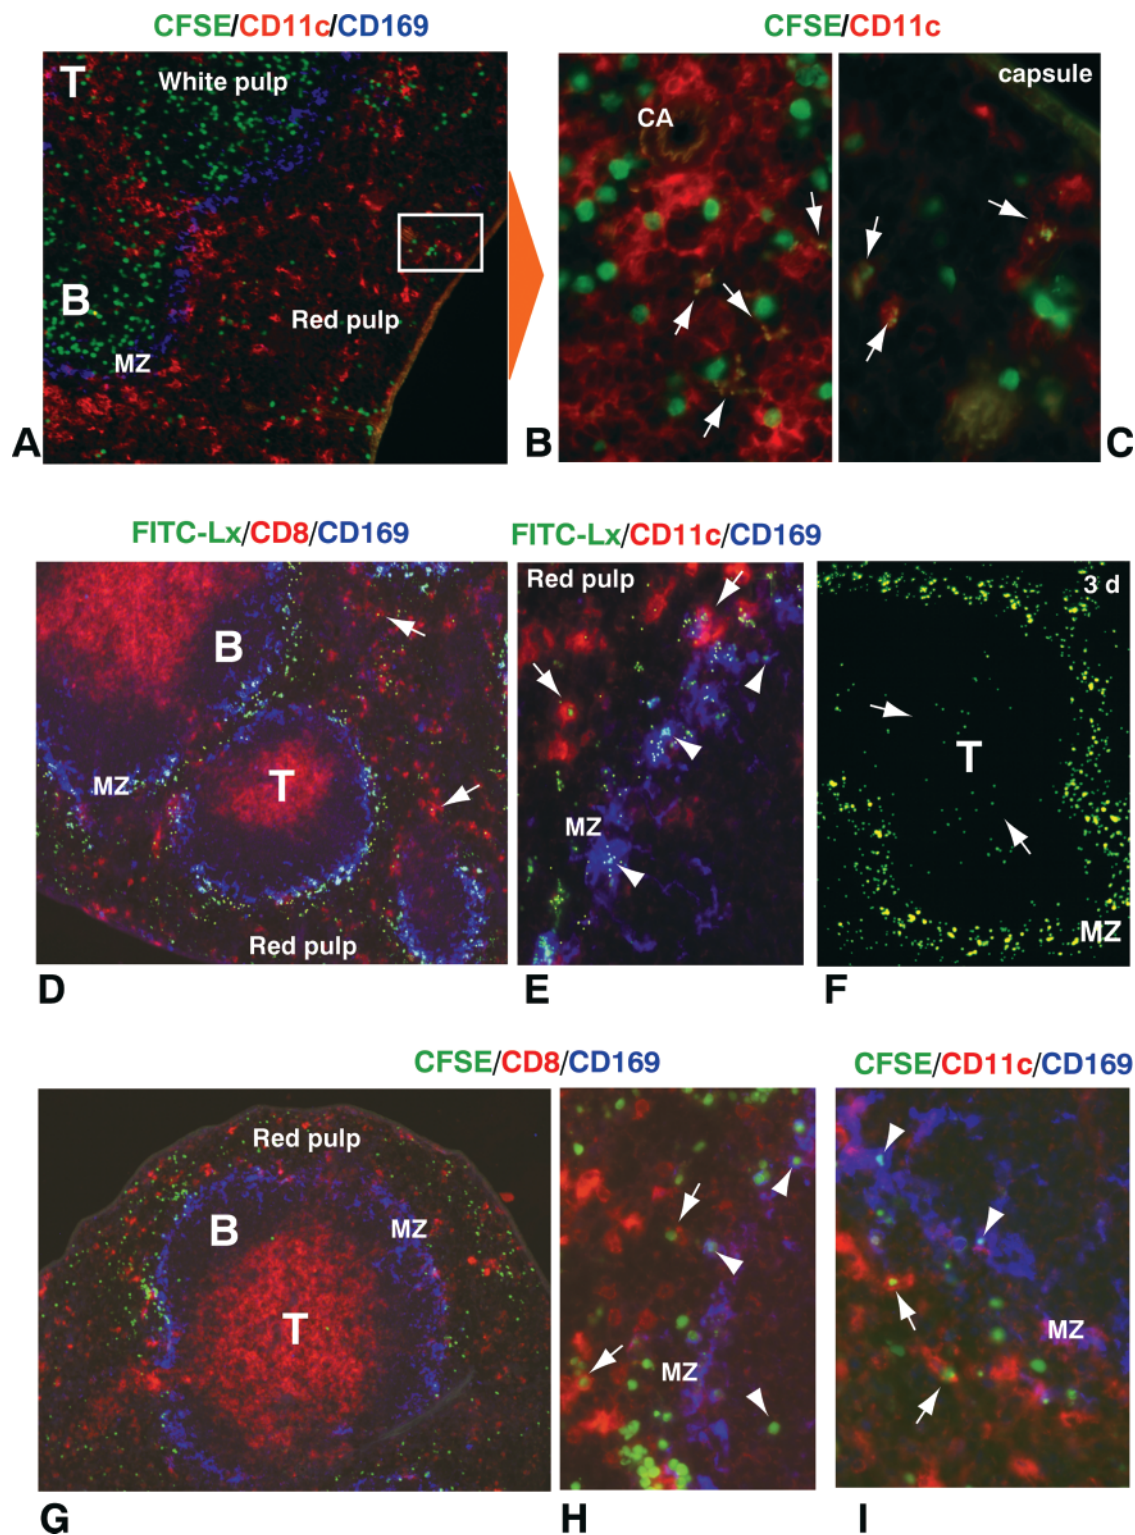 CFSE/CD11c/CD169
CFSE/CD11c
T
White pulp
B
MZ
Red pulp
CA
capsule
A
B
C
FITC-Lx/CD8/CD169
FITC-Lx/CD11c/CD169
B
MZ
T
Red pulp
Red pulp
MZ
3 d
T
MZ
D
E
F
CFSE/CD8/CD169
CFSE/CD11c/CD169
Red pulp
B
MZ
T
MZ
MZ
G
H
I